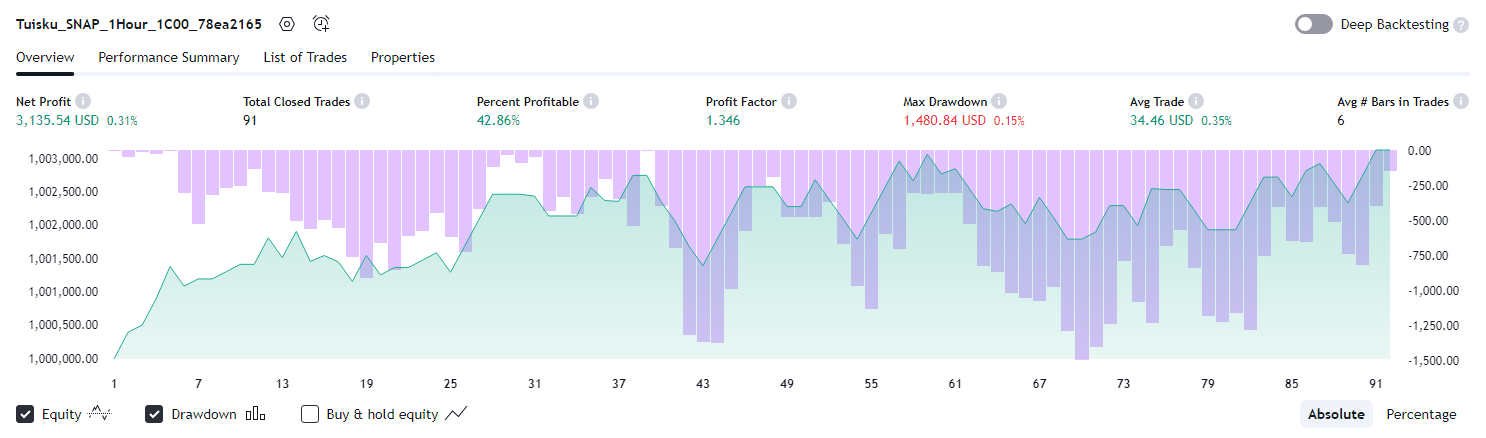 Tuisku_SNAP_1Hour_1C00_78ea2165 Deep Backtesting ?
Overview Performance Summary List of Trades Properties
Net Profit i Total Closed Trades i Percent Profitable i Profit Factor i Max Drawdown i Avg Trade i Avg # Bars in Trades i
3,135.54 USD 0.31% 91 42.86% 1.346 1,480.84 USD 0.15% 34.46 USD 0.35% 6
1,003,000.00 0.00
1,002,500.00 -250.00
1,002,000.00 -500.00
1,001,500.00 -750.00
1,001,000.00 -1,000.00
1,000,500.00 -1,250.00
1,000,000.00 -1,500.00
1 7 13 19 25 31 37 43 49 55 61 67 73 79 85 91
Equity Drawdown Buy & hold equity Absolute Percentage